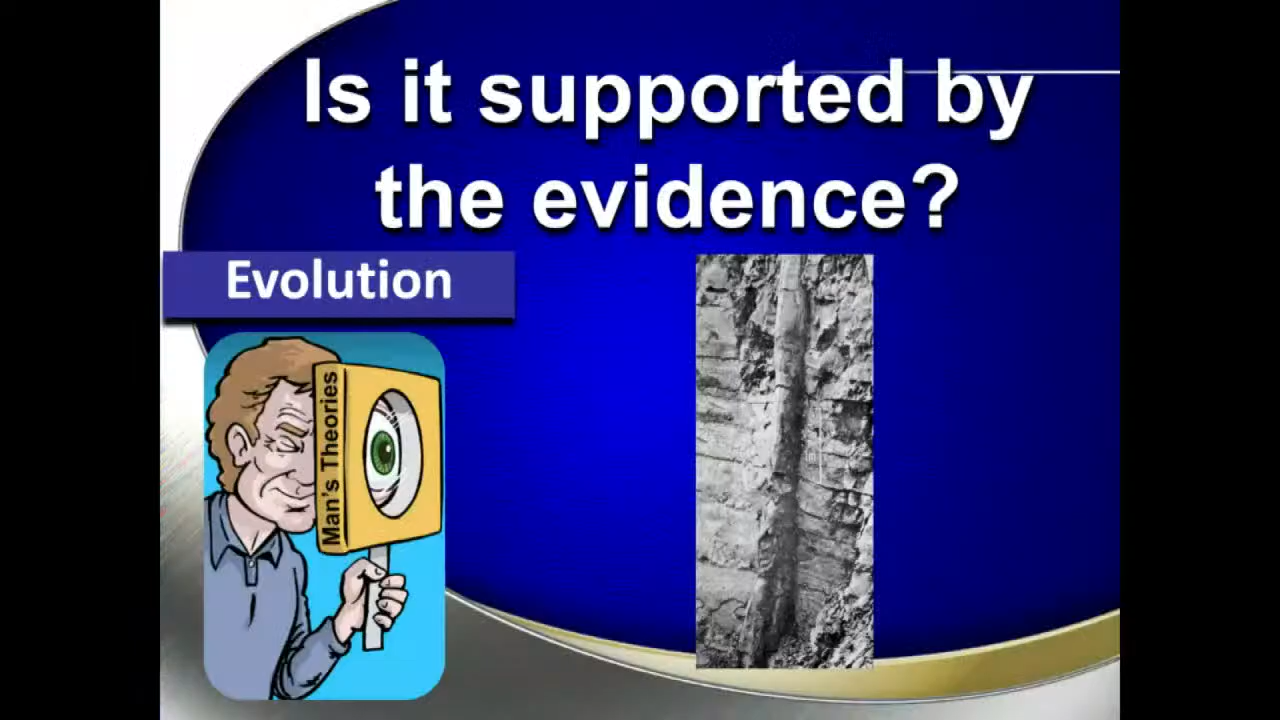 Is it supported by
the evidence?
Evolution
Man's Theories